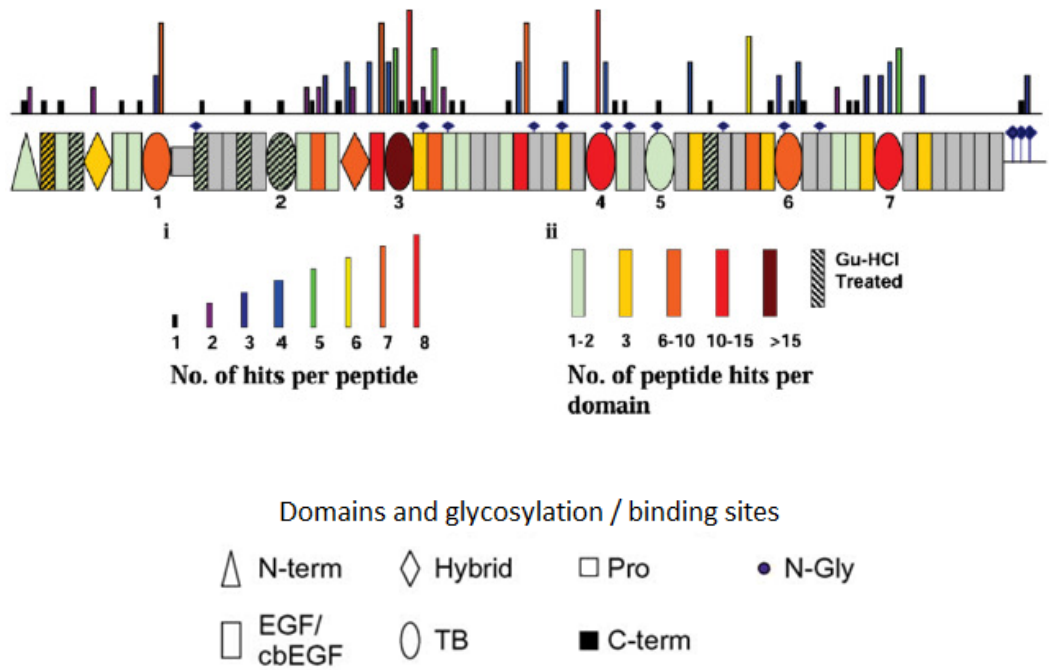 1 2 3 4 5 6 7
i ii
Gu-HCl
Treated
1 2 3 4 5 6 7 8
1-2 3 6-10 10-15 >15
No. of hits per peptide
No. of peptide hits per
domain
Domains and glycosylation / binding sites
N-term Hybrid Pro N-Gly
EGF/
cbEGF TB C-term